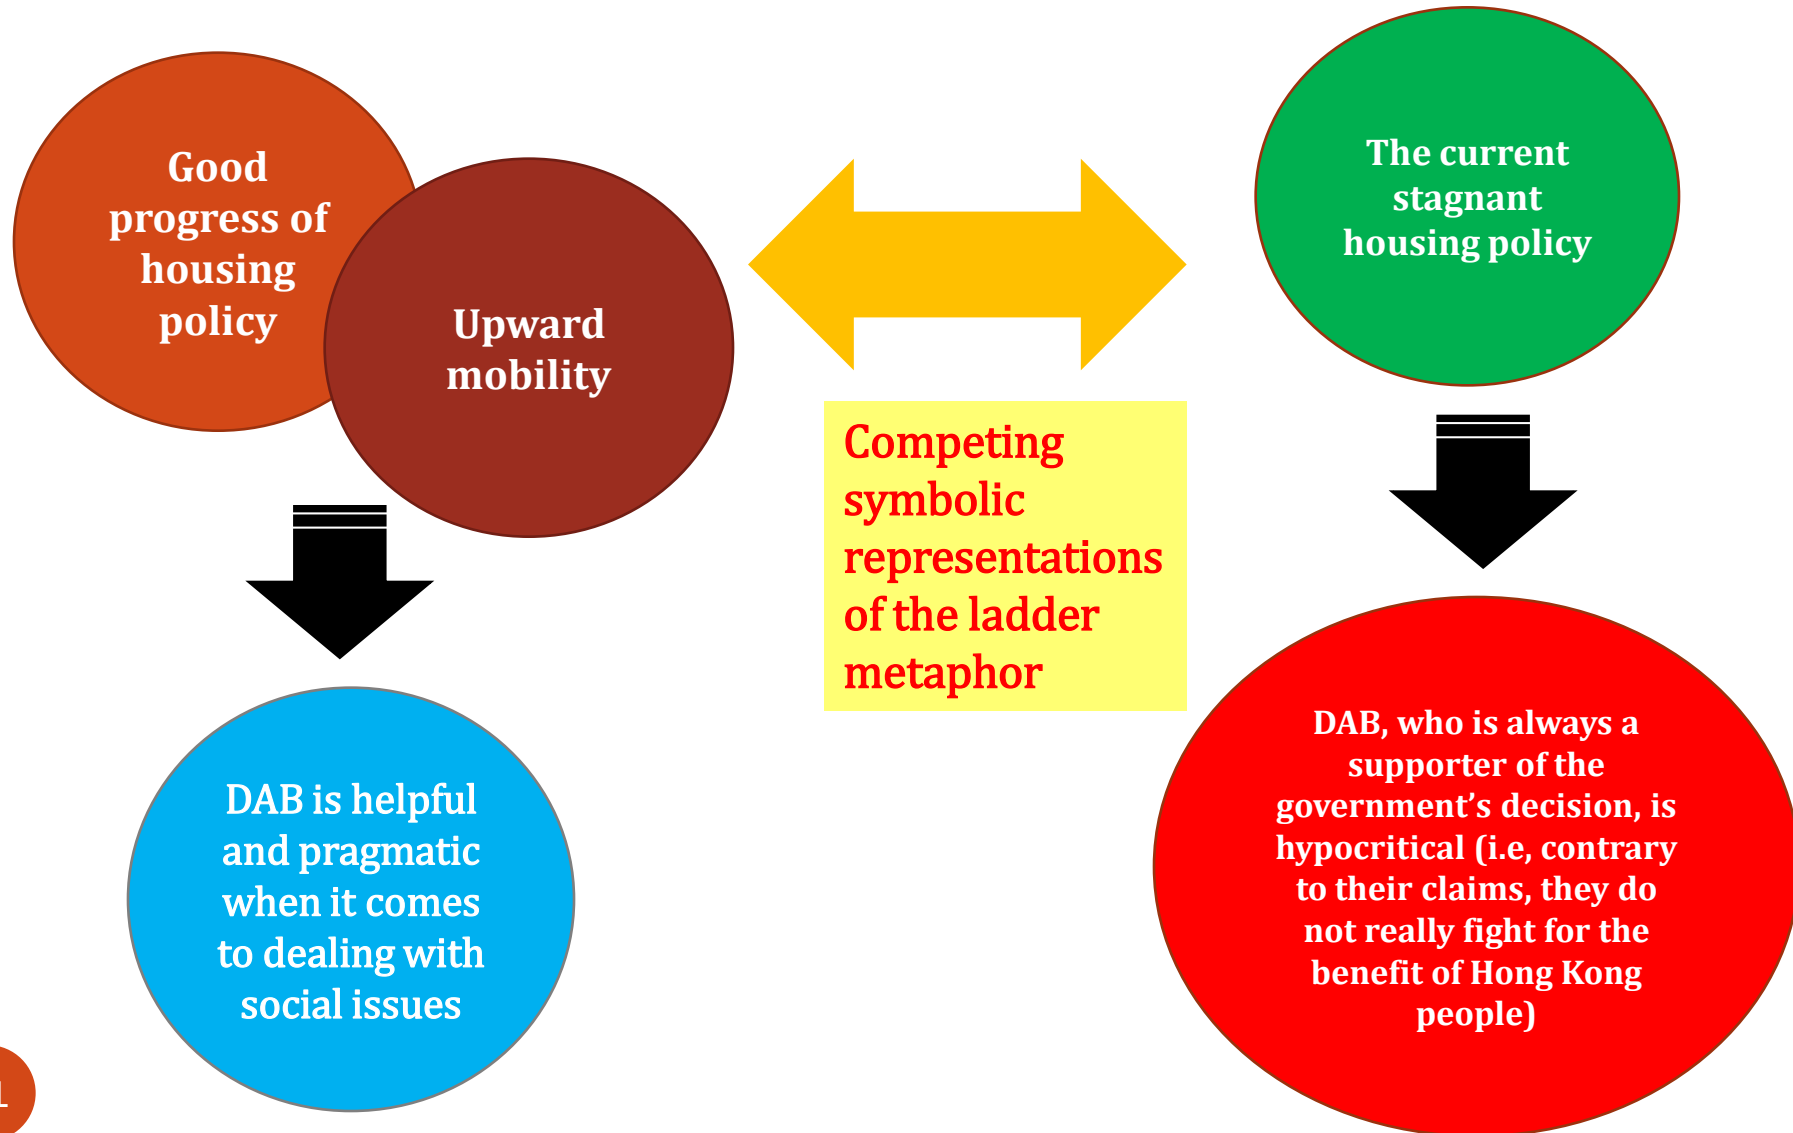 Good
progress of
housing
policy
Upward
mobility
The current
stagnant
housing policy
Competing
symbolic
representations
of the ladder
metaphor
DAB is helpful
and pragmatic
when it comes
to dealing with
social issues
DAB, who is always a
supporter of the
government’s decision, is
hypocritical (i.e, contrary
to their claims, they do
not really fight for the
benefit of Hong Kong
people)